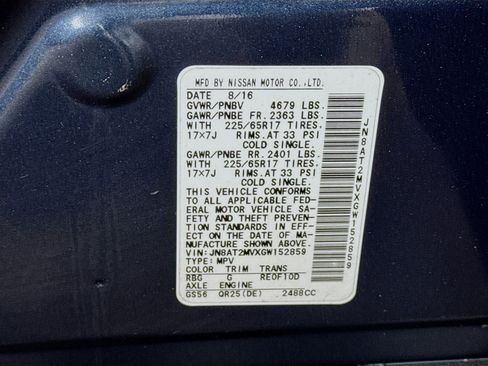 MFD BY NISSAN MOTOR CO.,LTD.
DATE 8/16
GVWR/PNBV 4679 LBS.
GAWR/PNBE FR. 2363 LBS.
WITH 225/65R17 TIRES.
17×7J RIMS.AT 33 PSI
COLD SINGLE.
GAWR/PNBE RR. 2401 LBS.
WITH 225/65R17 TIRES.
17×7J RIMS.AT 33 PSI
COLD SINGLE.
THIS VEHICLE CONFORMS
TO ALL APPLICABLE FED-
ERAL MOTOR VEHICLE SA-
FETY AND THEFT PREVEN-
TION STANDARDS IN EFF-
ECT ON THE DATE OF MA-
NUFACTURE SHOWN ABOVE.
VIN: JN8AT2MVXGW152859
TYPE: MPV
COLOR TRIM TRANS
RBG G RE0F10D
AXLE ENGINE
GS56 QR25(DE) 2488CC
JN8AT2MVXGW152859